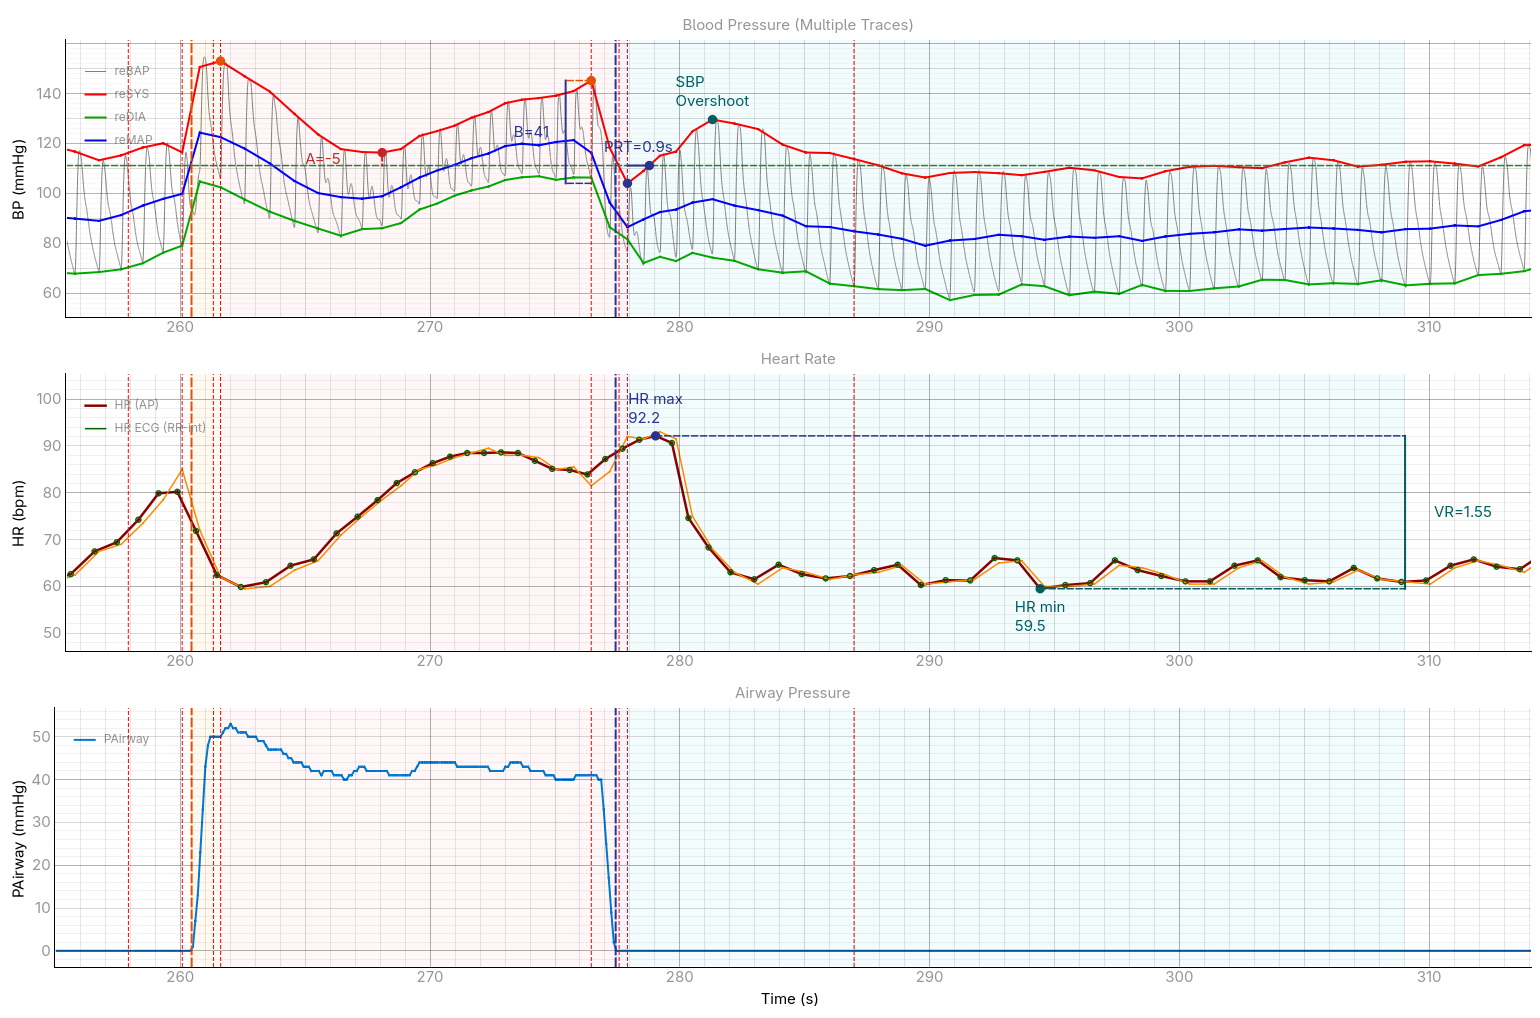 Blood Pressure (Multiple Traces)
BP (mmHg)
140
120
100
80
60
reBAP
reSYS
reDIA
reMAP
A=-5
B=41
PRT=0.9s
SBP
Overshoot
260
270
280
290
300
310
Heart Rate
HR (bpm)
100
90
80
70
60
50
HR (AP)
HR ECG (RR-int)
HR max
92.2
VR=1.55
HR min
59.5
260
270
280
290
300
310
Airway Pressure
PAirway (mmHg)
50
40
30
20
10
0
PAirway
260
270
280
290
300
310
Time (s)